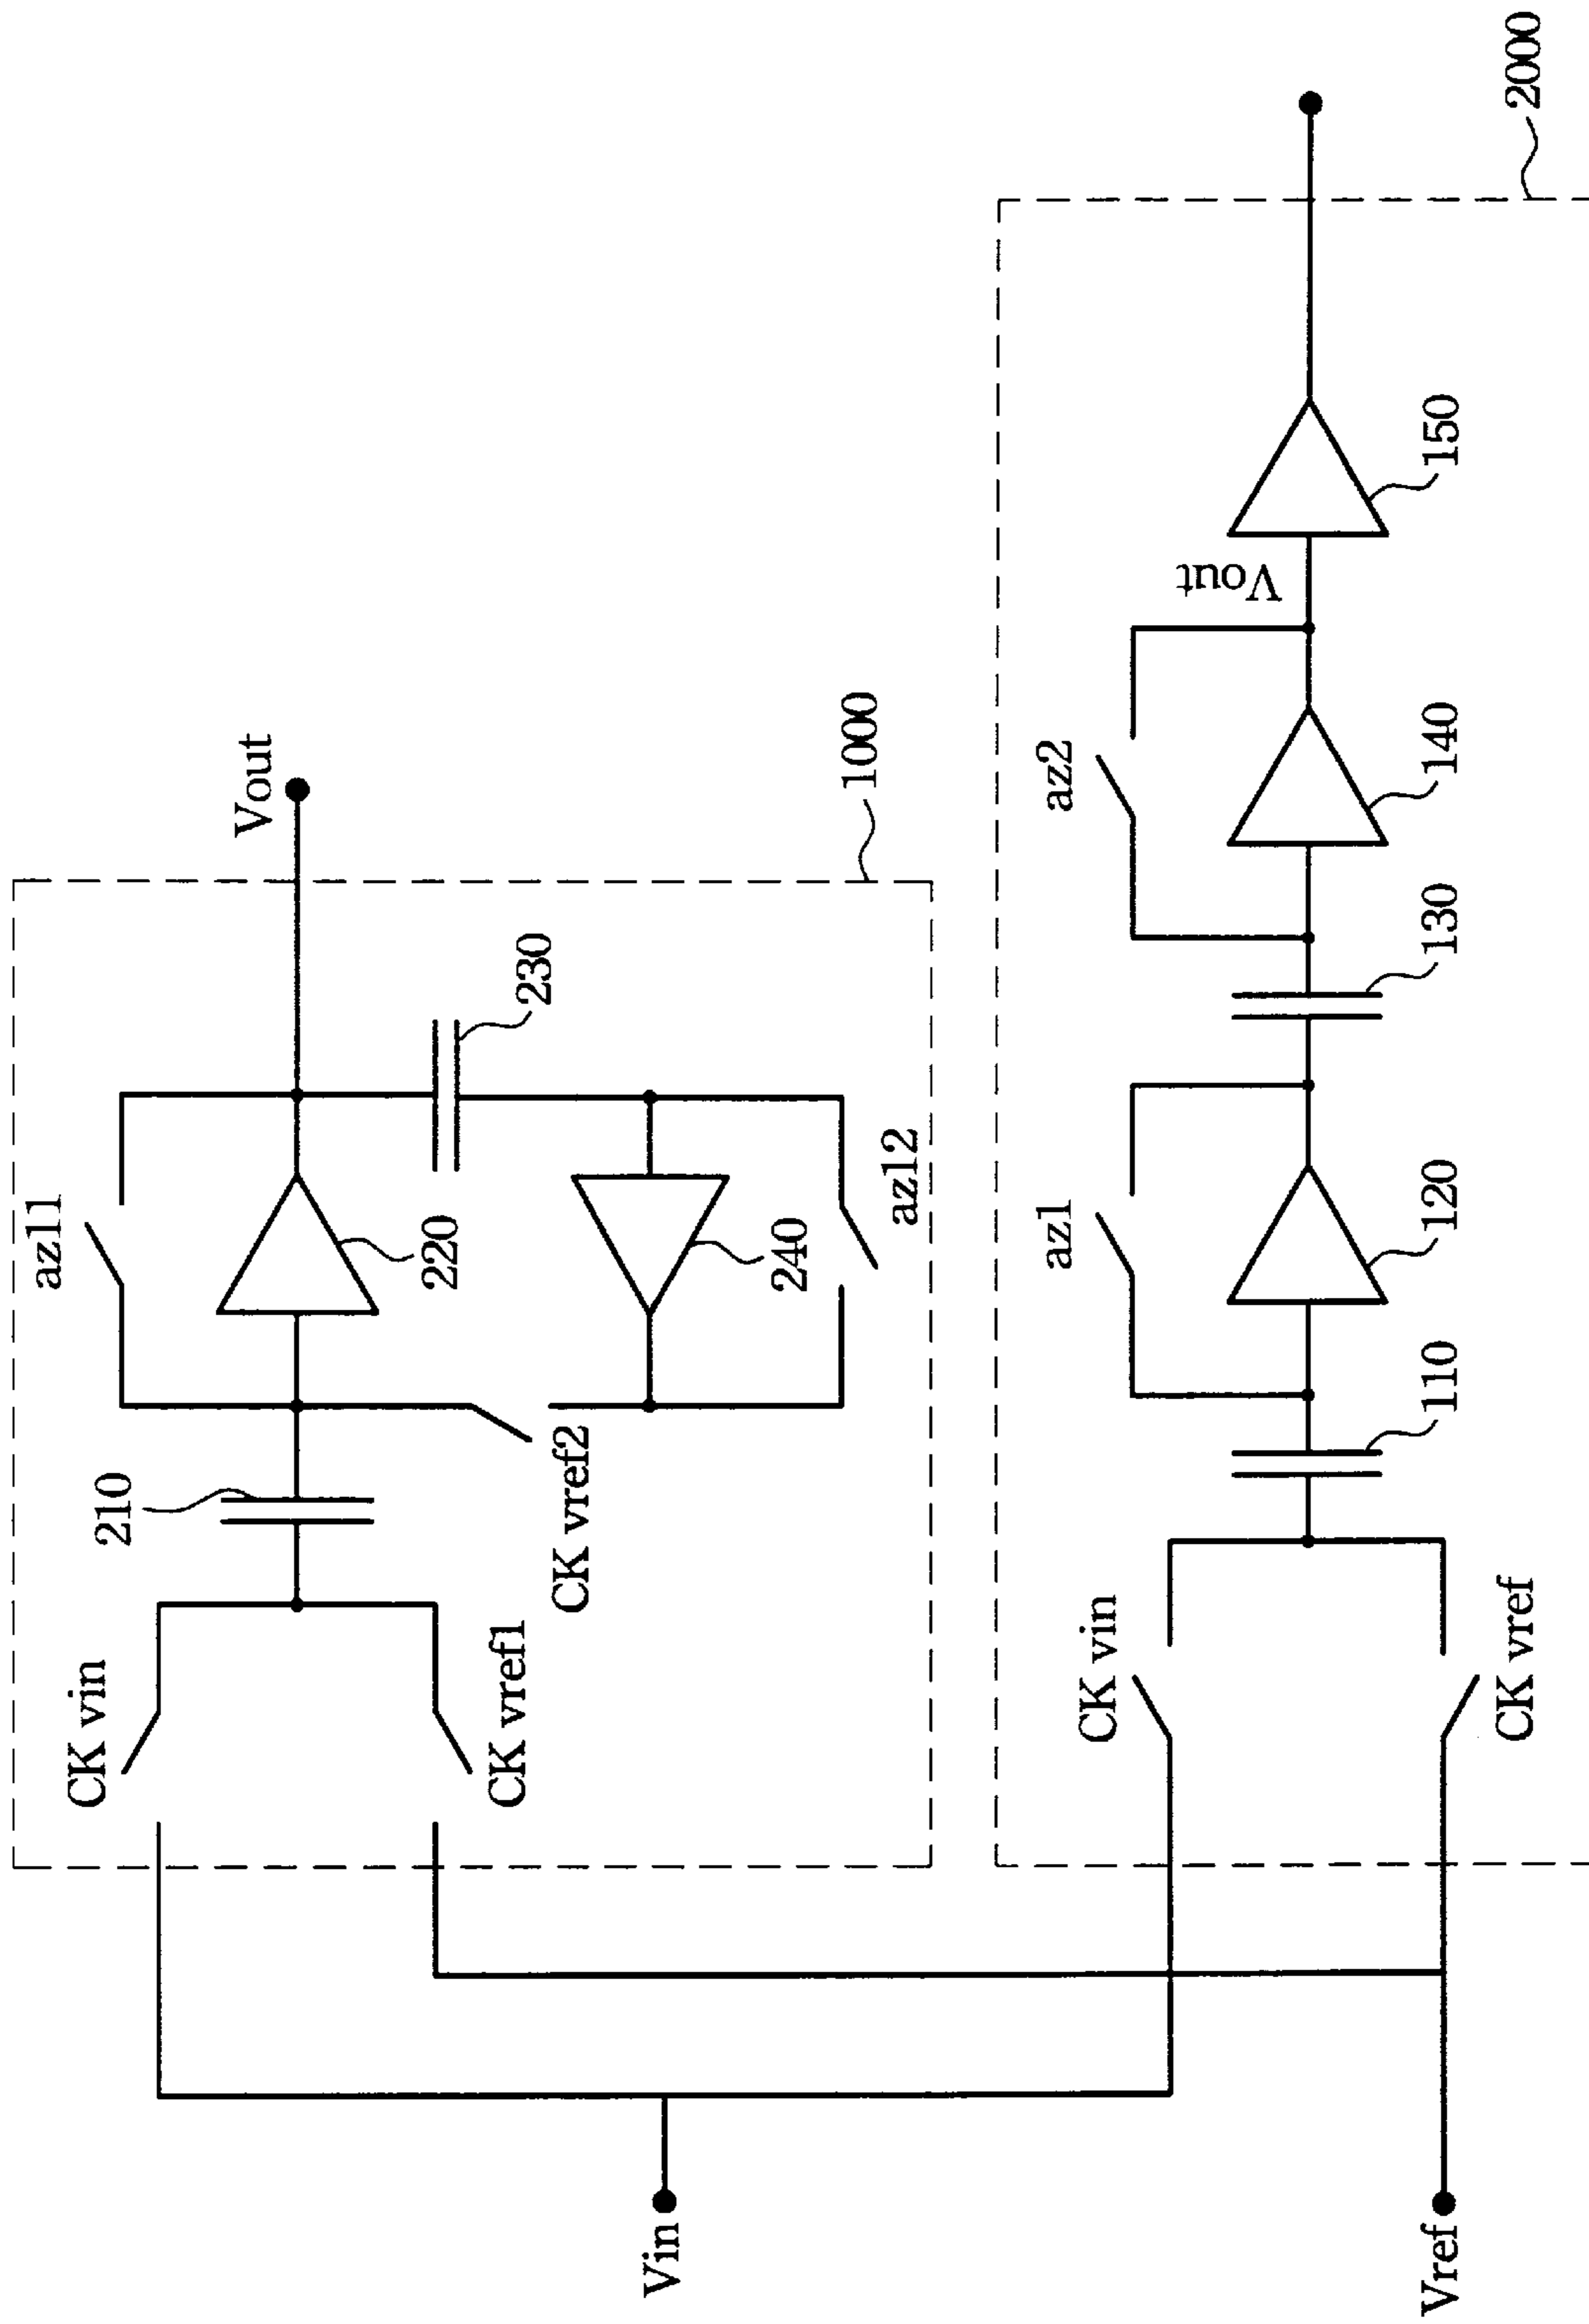 Vin
Vref
CK vin
CK vref1
210
CK vref2
az11
220
240
az12
230
Vout
1000
CK vin
CK vref
110
az1
120
130
az2
140
Vout
150
2000